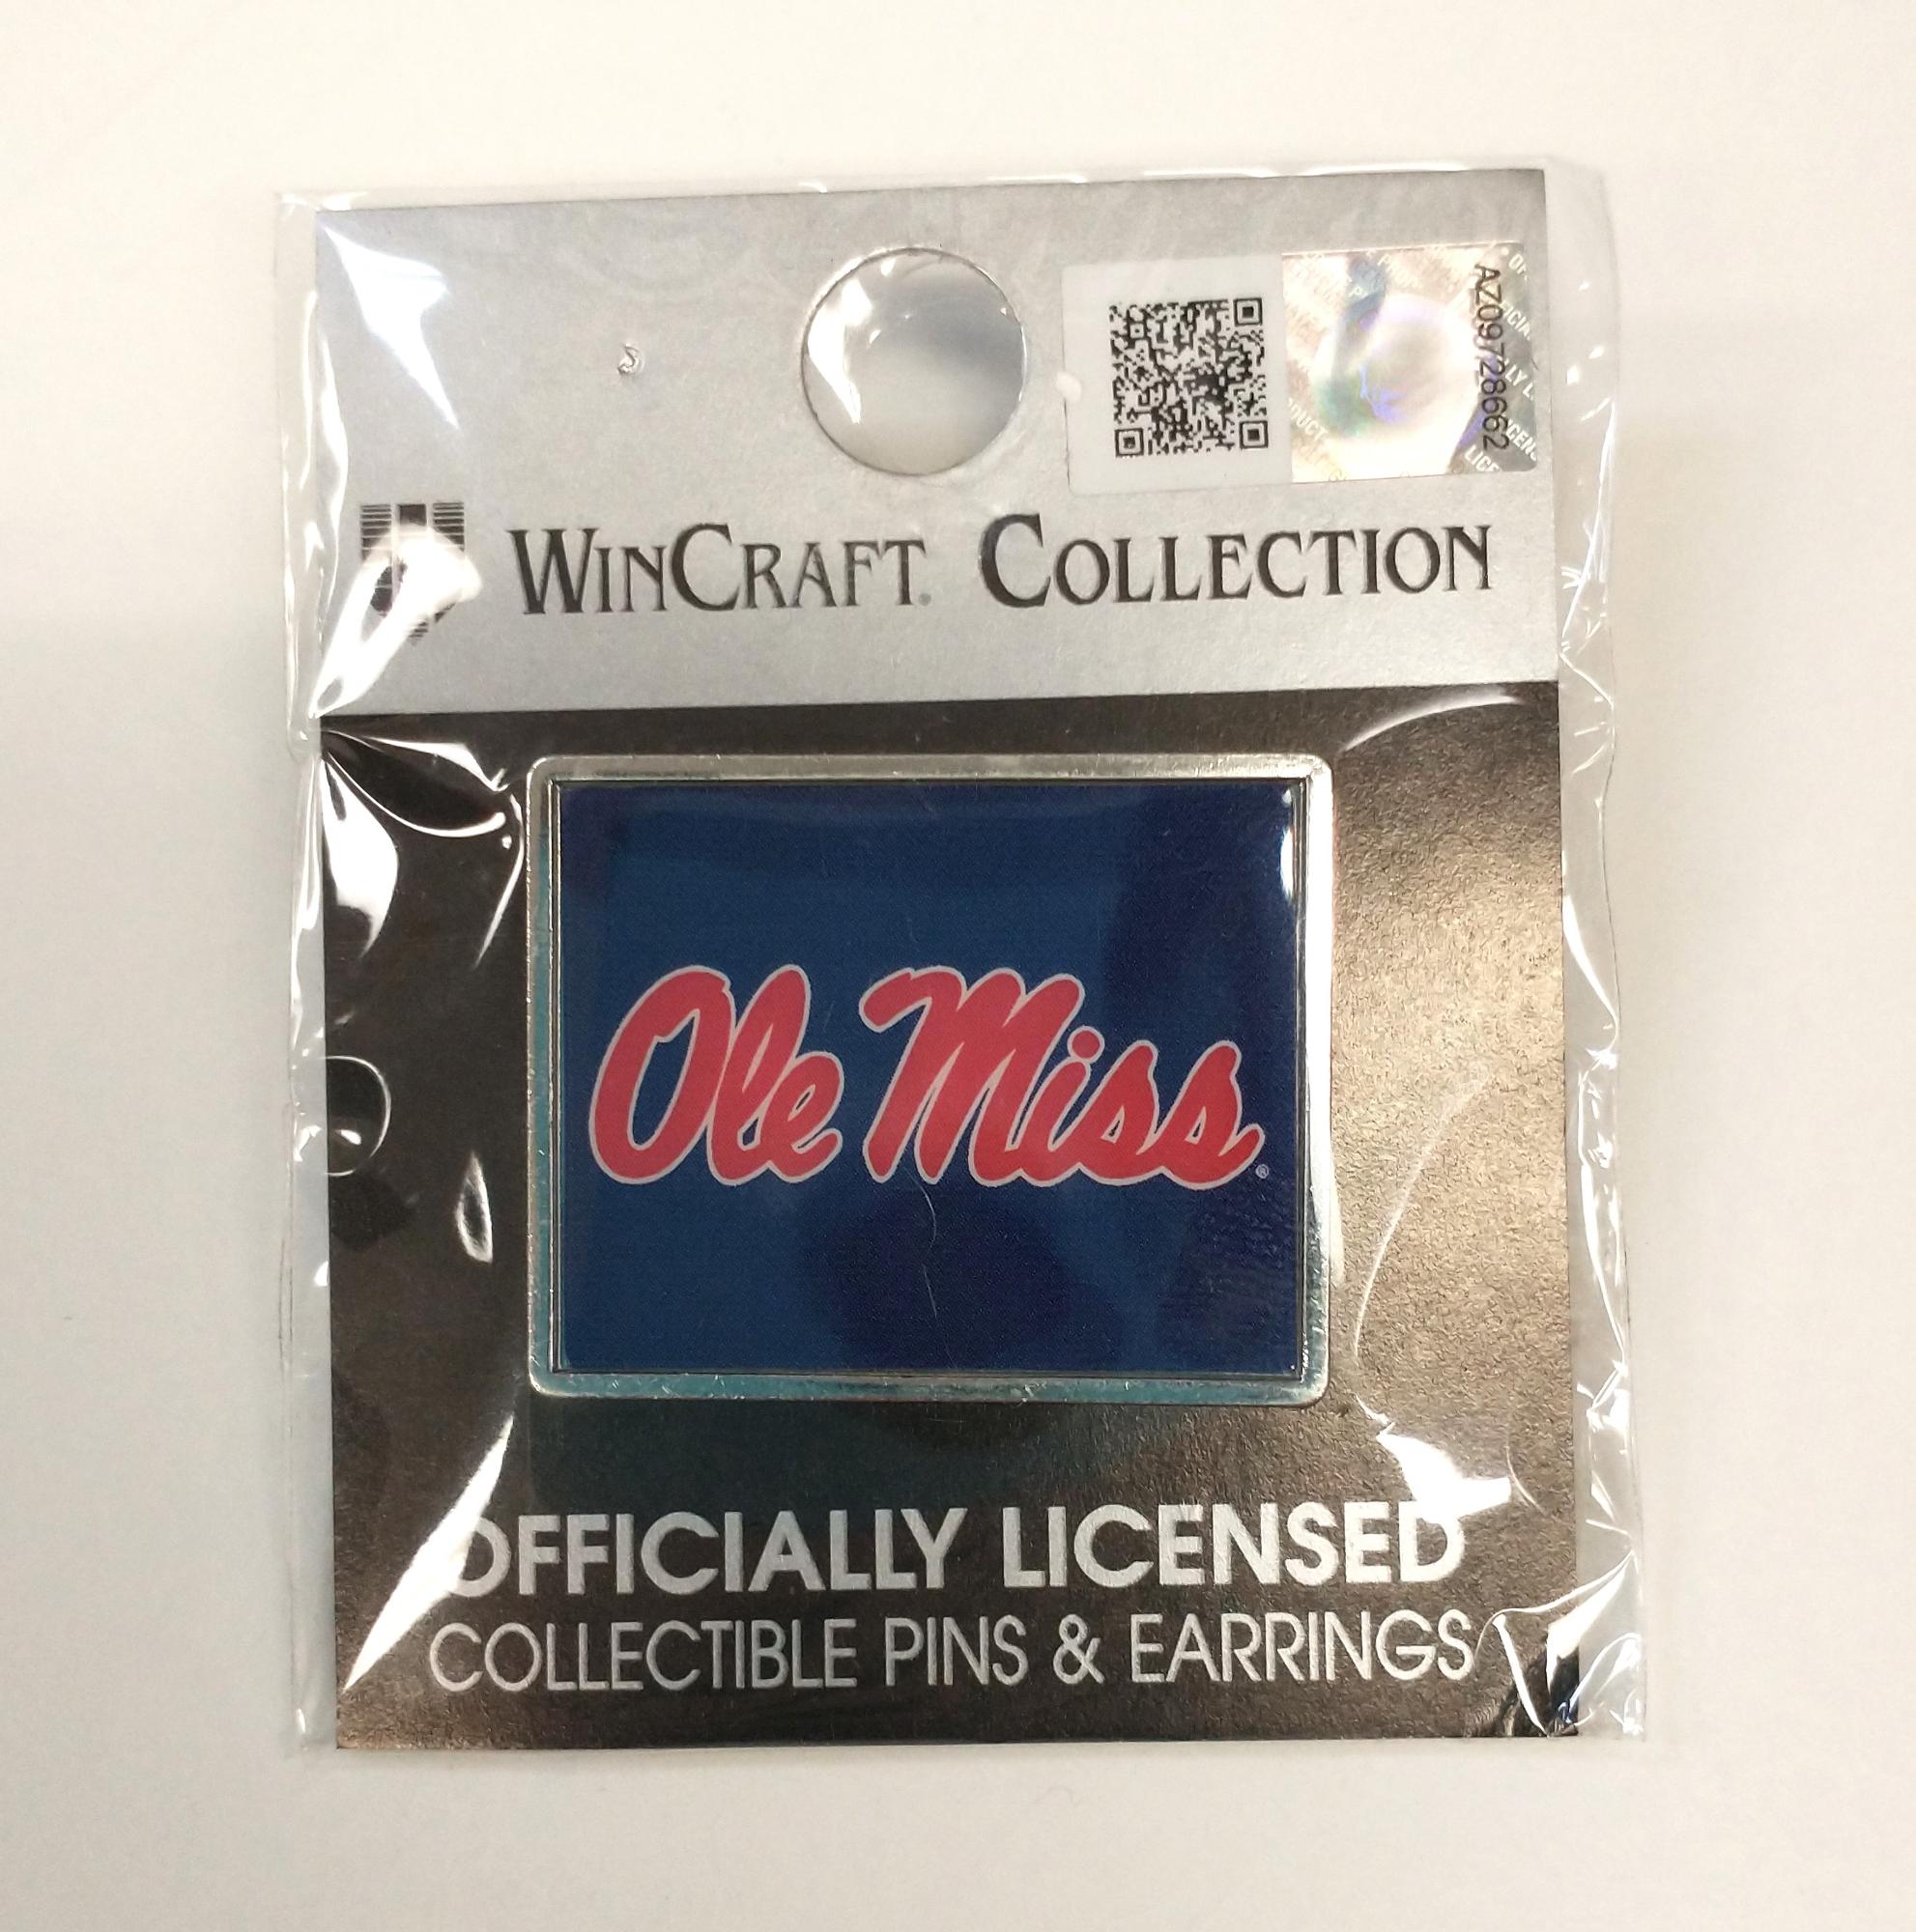 AZ09728662
WINCRAFT® COLLECTION
Ole Miss®
OFFICIALLY LICENSED
COLLECTIBLE PINS & EARRINGS